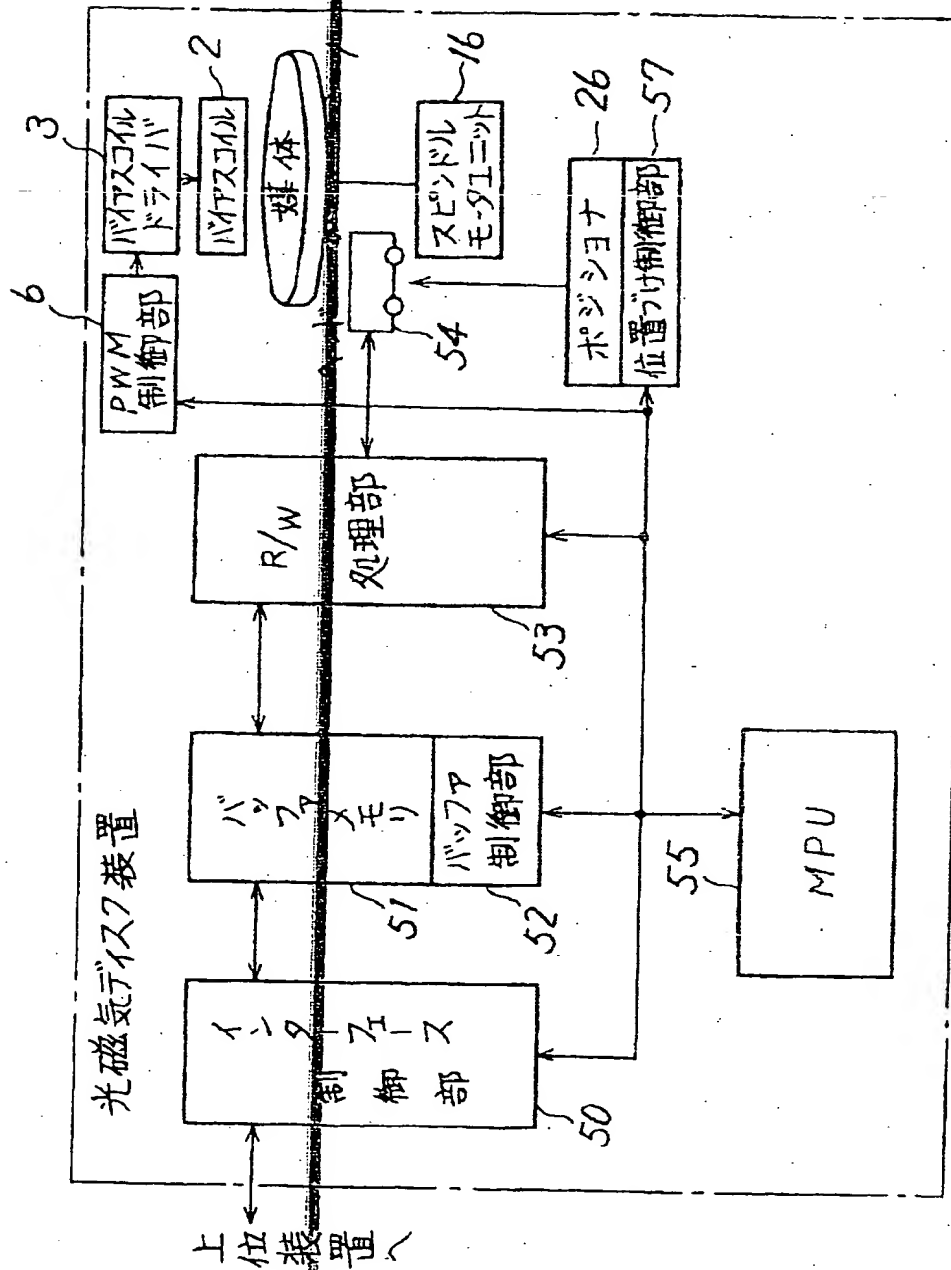 光磁気ディスク装置
上位装置へ
インターフェース
制御部
50
バッファメモリ
51
バッファ
制御部
52
R/W
処理部
53
54
PWM
制御部
6
バイアスコイル
ドライバ
3
バイアスコイル
2
媒体
スピンドル
モータユニット
16
ポジショナ
26
位置づけ制御部
57
MPU
55